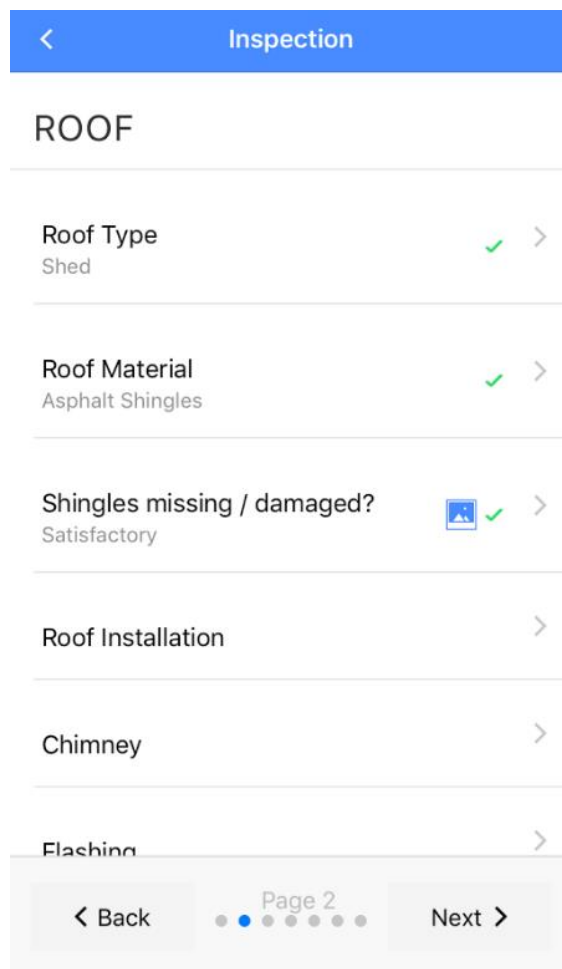 Inspection
ROOF
Roof Type
Shed
Roof Material
Asphalt Shingles
Shingles missing / damaged?
Satisfactory
Roof Installation
Chimney
Flashing
Back
Page 2
Next